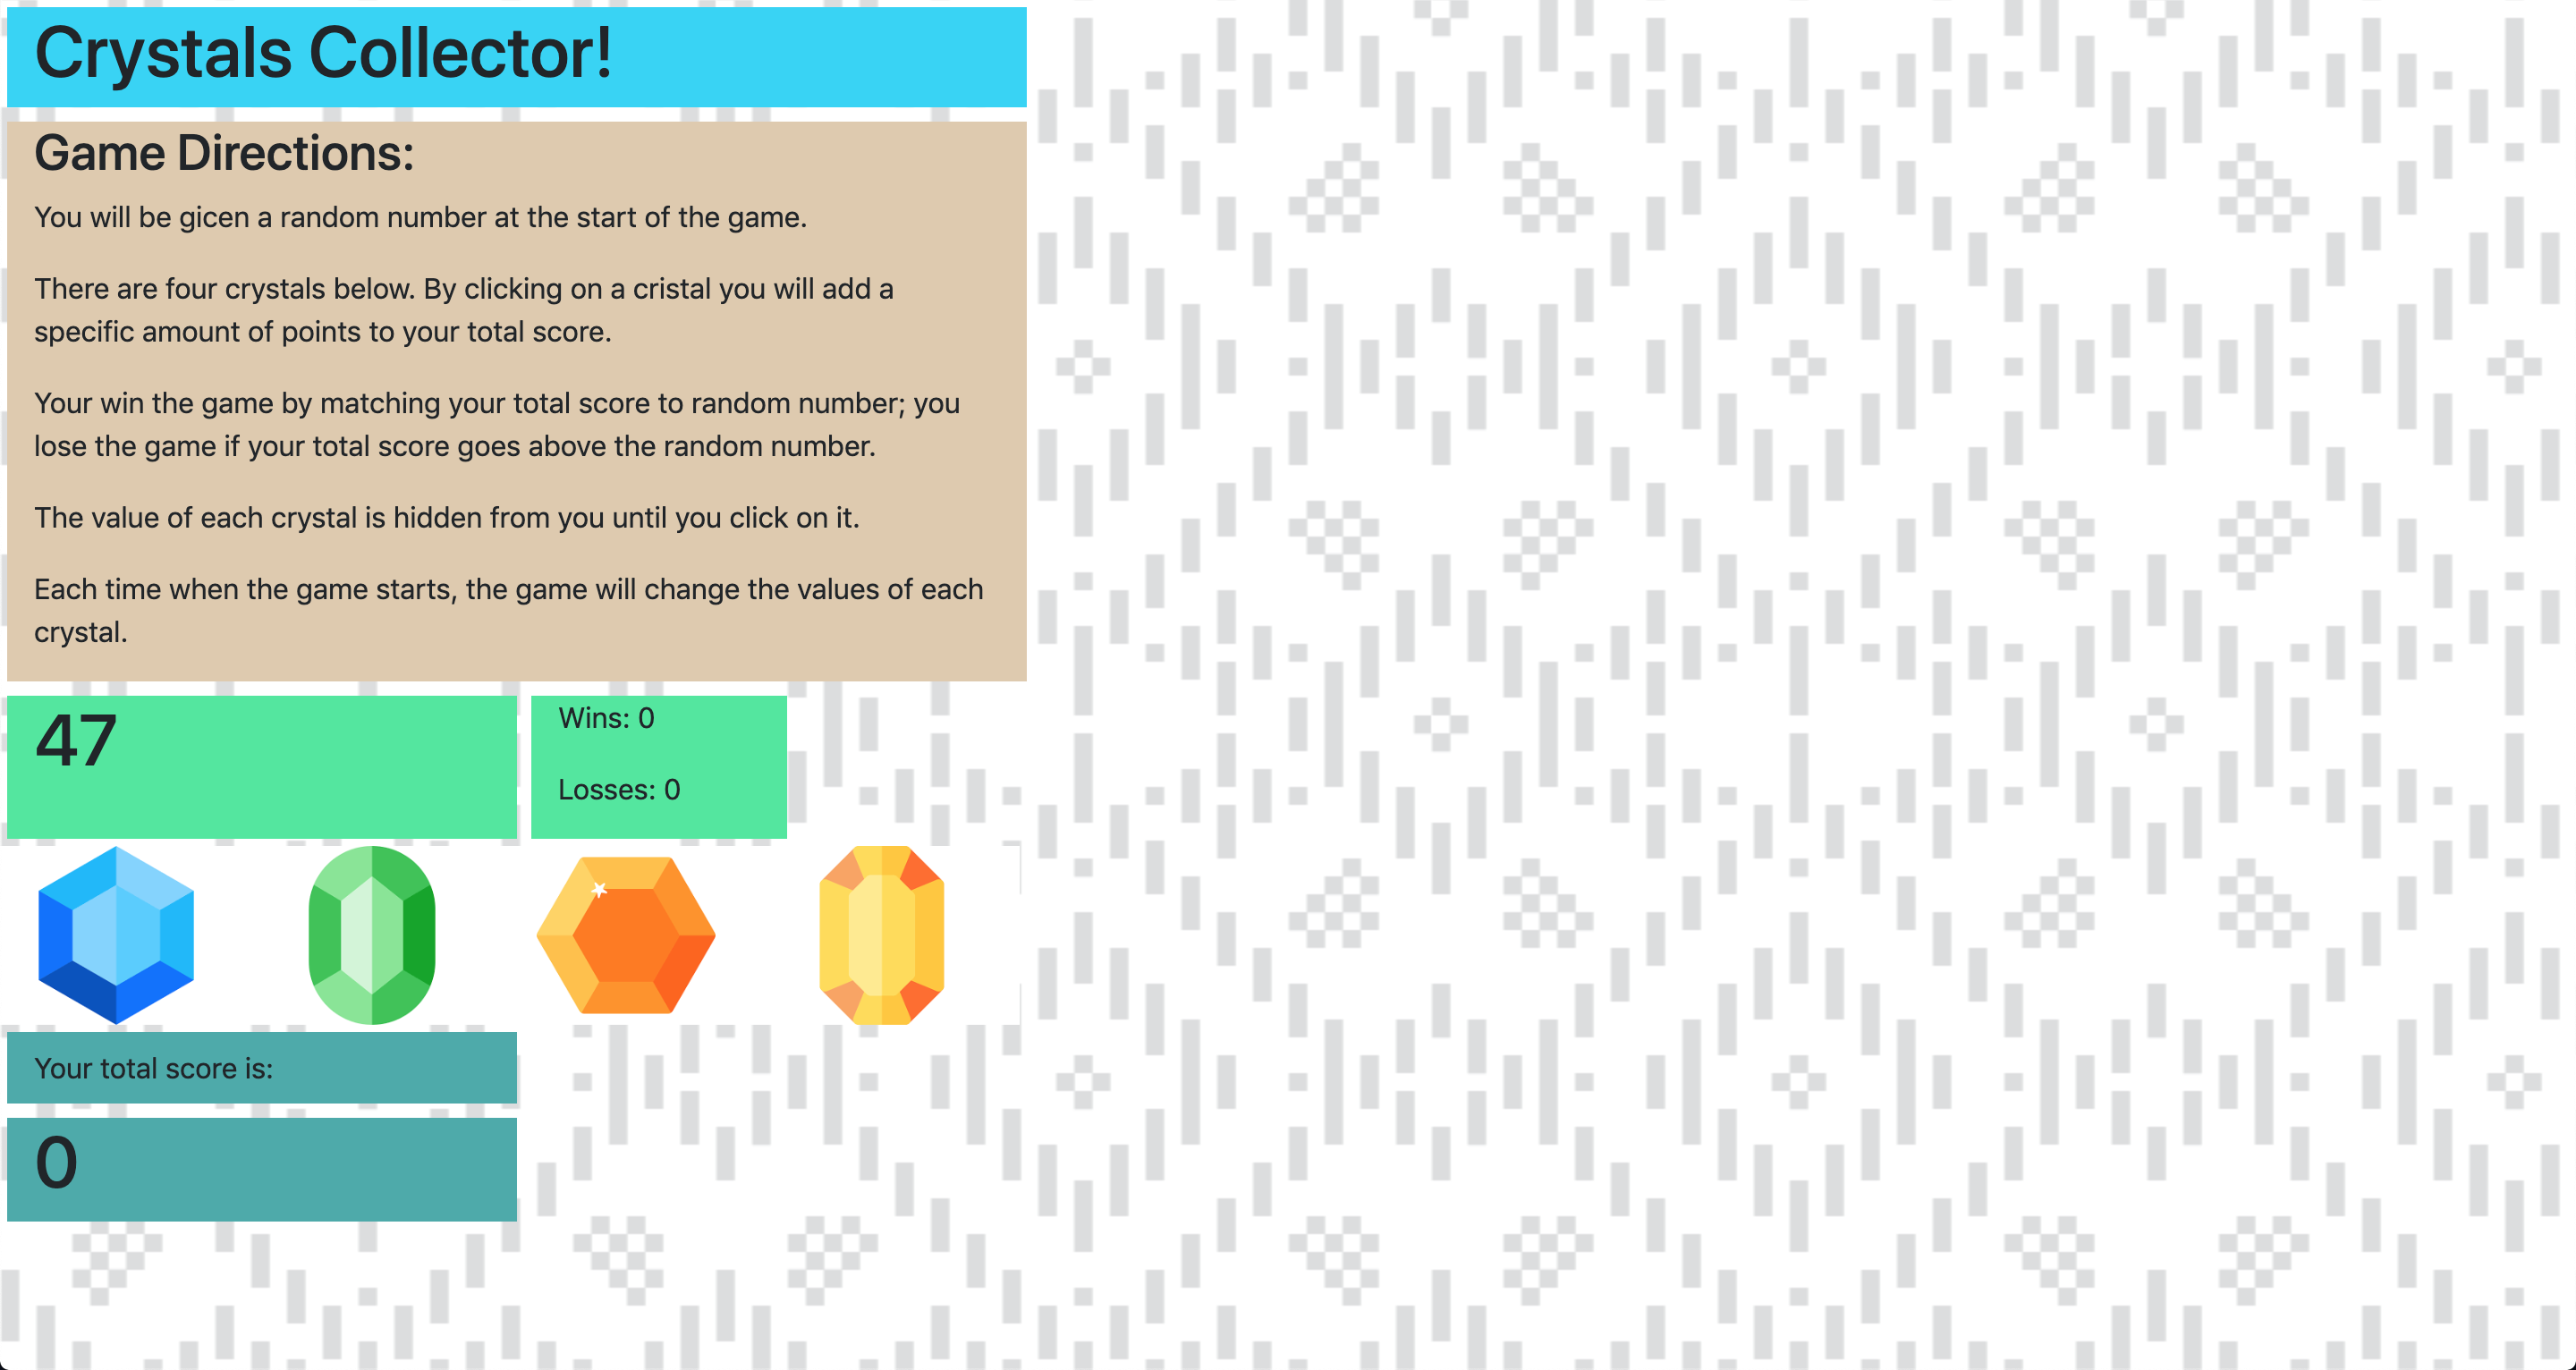 Crystals Collector!
Game Directions:
You will be gicen a random number at the start of the game.
There are four crystals below. By clicking on a cristal you will add a
specific amount of points to your total score.
Your win the game by matching your total score to random number; you
lose the game if your total score goes above the random number.
The value of each crystal is hidden from you until you click on it.
Each time when the game starts, the game will change the values of each
crystal.
47
Wins: 0
Losses: 0
Your total score is:
0